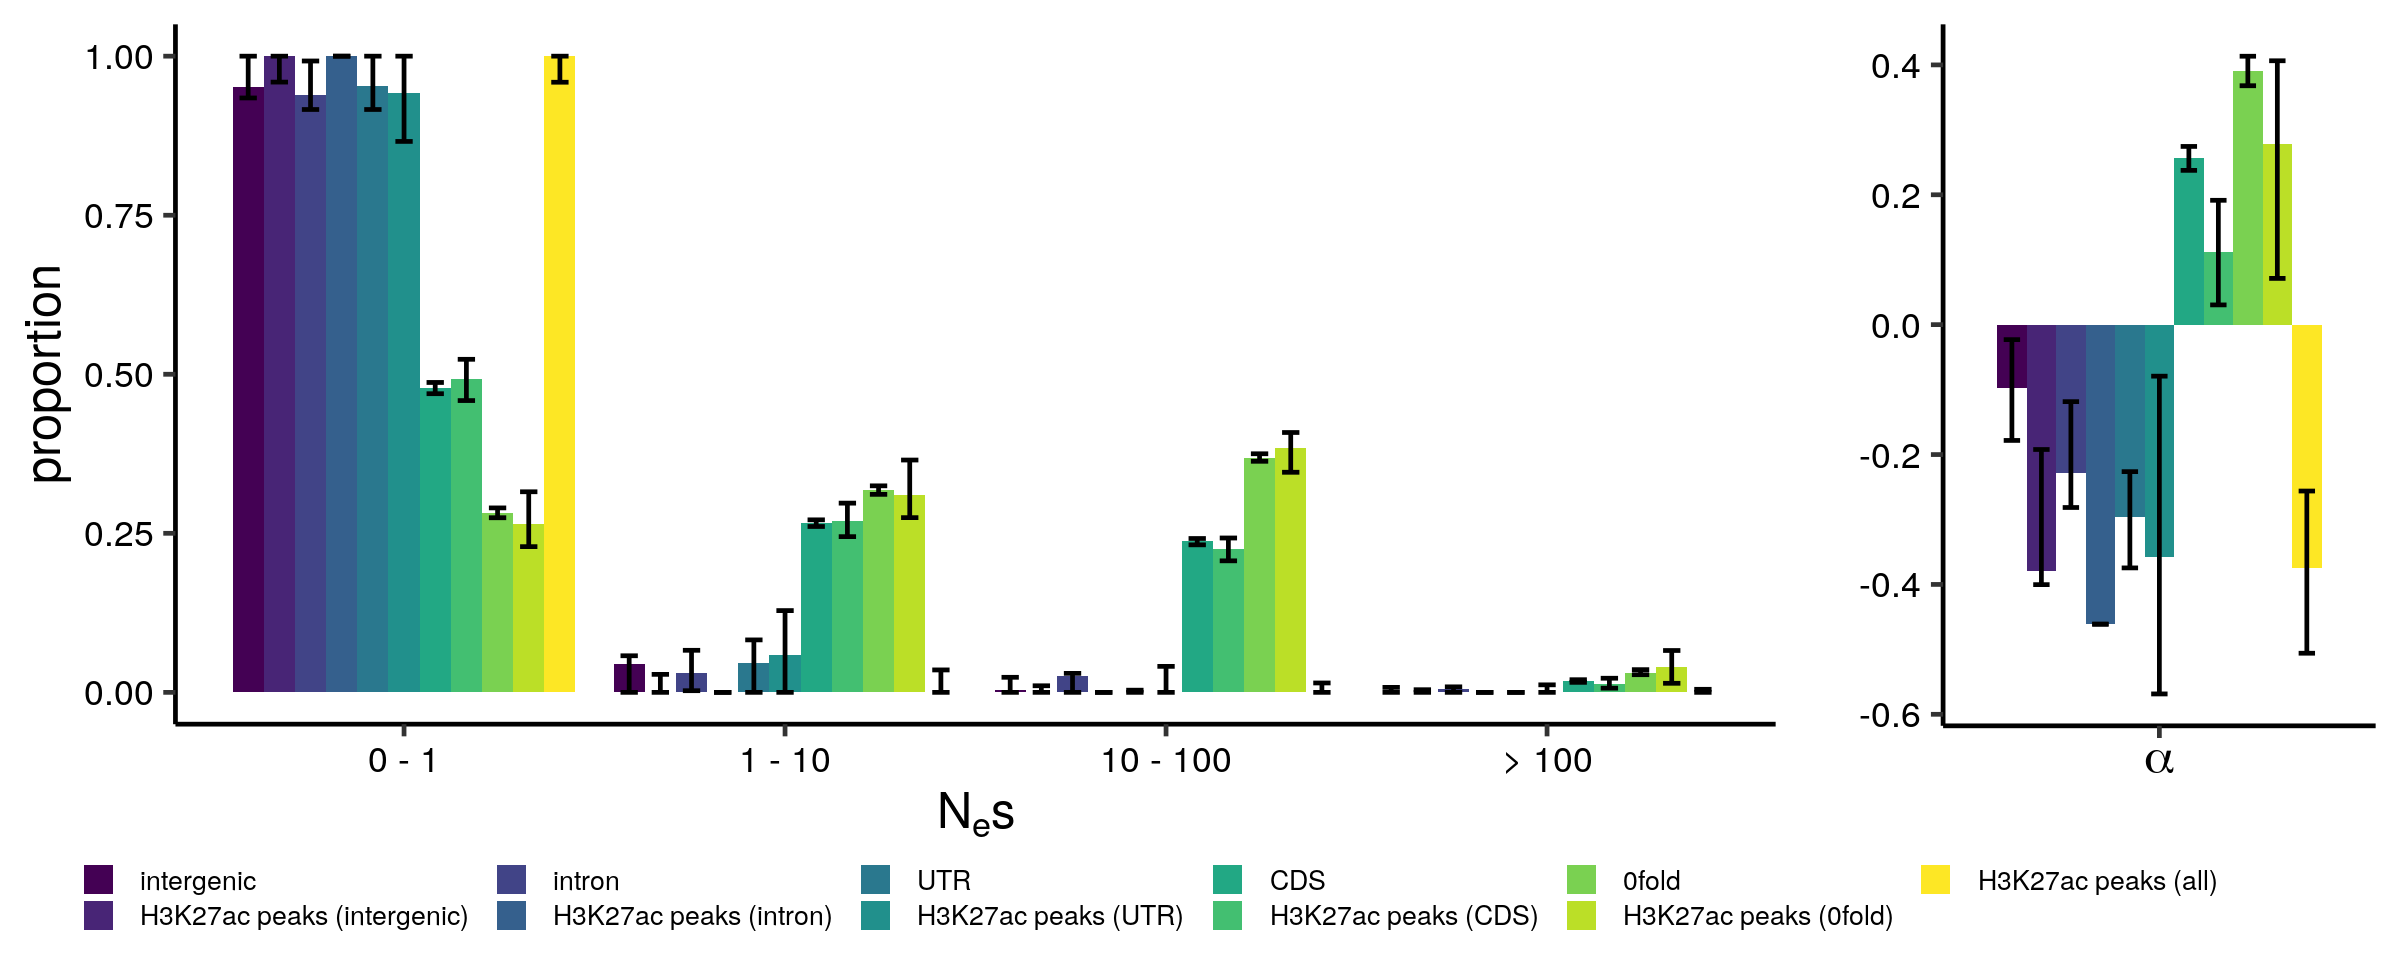 proportion
1.00
0.75
0.50
0.25
0.00
0 - 1
1 - 10
10 - 100
> 100
Nₑs
0.4
0.2
0.0
-0.2
-0.4
-0.6
α
intergenic
intron
UTR
CDS
0fold
H3K27ac peaks (all)
H3K27ac peaks (intergenic)
H3K27ac peaks (intron)
H3K27ac peaks (UTR)
H3K27ac peaks (CDS)
H3K27ac peaks (0fold)